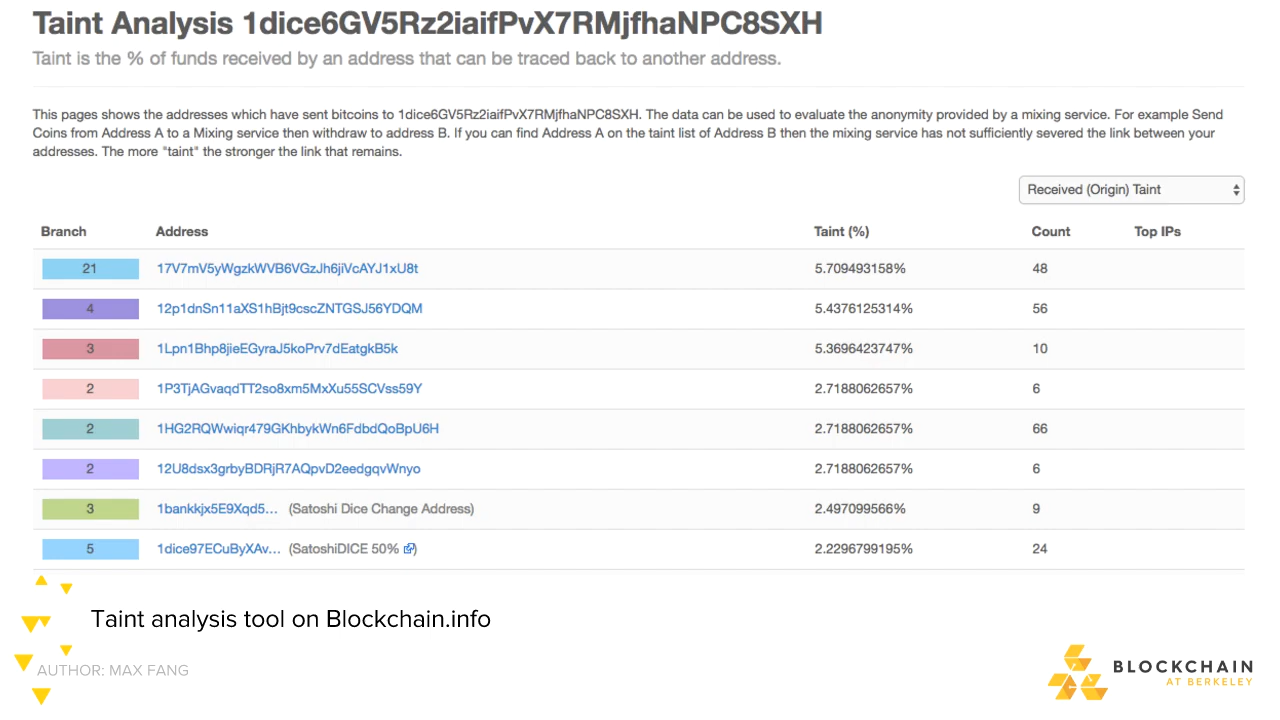 Taint Analysis 1dice6GV5Rz2iaifPvX7RMjfhaNPC8SXH
Taint is the % of funds received by an address that can be traced back to another address.
This pages shows the addresses which have sent bitcoins to 1dice6GV5Rz2iaifPvX7RMjfhaNPC8SXH. The data can be used to evaluate the anonymity provided by a mixing service. For example Send
Coins from Address A to a Mixing service then withdraw to address B. If you can find Address A on the taint list of Address B then the mixing service has not sufficiently severed the link between your
addresses. The more "taint" the stronger the link that remains.
Received (Origin) Taint
Branch Address Taint (%) Count Top IPs
21 17V7mV5yWgzkWVB6VGzJh6jiVcAYJ1xU8t 5.709493158% 48
4 12p1dnSn11aXS1hBjt9cscZNTGSJ56YDQM 5.4376125314% 56
3 1Lpn1Bhp8jieEGyraJ5koPrv7dEatgkB5k 5.3696423747% 10
2 1P3TjAGvaqdTT2so8xm5MxXu55SCVss59Y 2.7188062657% 6
2 1HG2RQWwiqr479GKhbykWn6FdbdQoBpU6H 2.7188062657% 66
2 12U8dsx3grbyBDRjR7AQpvD2eedgqvWnyo 2.7188062657% 6
3 1bankkjx5E9Xqd5... (Satoshi Dice Change Address) 2.497099566% 9
5 1dice97ECuByXAv... (SatoshiDICE 50% ) 2.2296799195% 24
Taint analysis tool on Blockchain.info
AUTHOR: MAX FANG
BLOCKCHAIN
AT BERKELEY